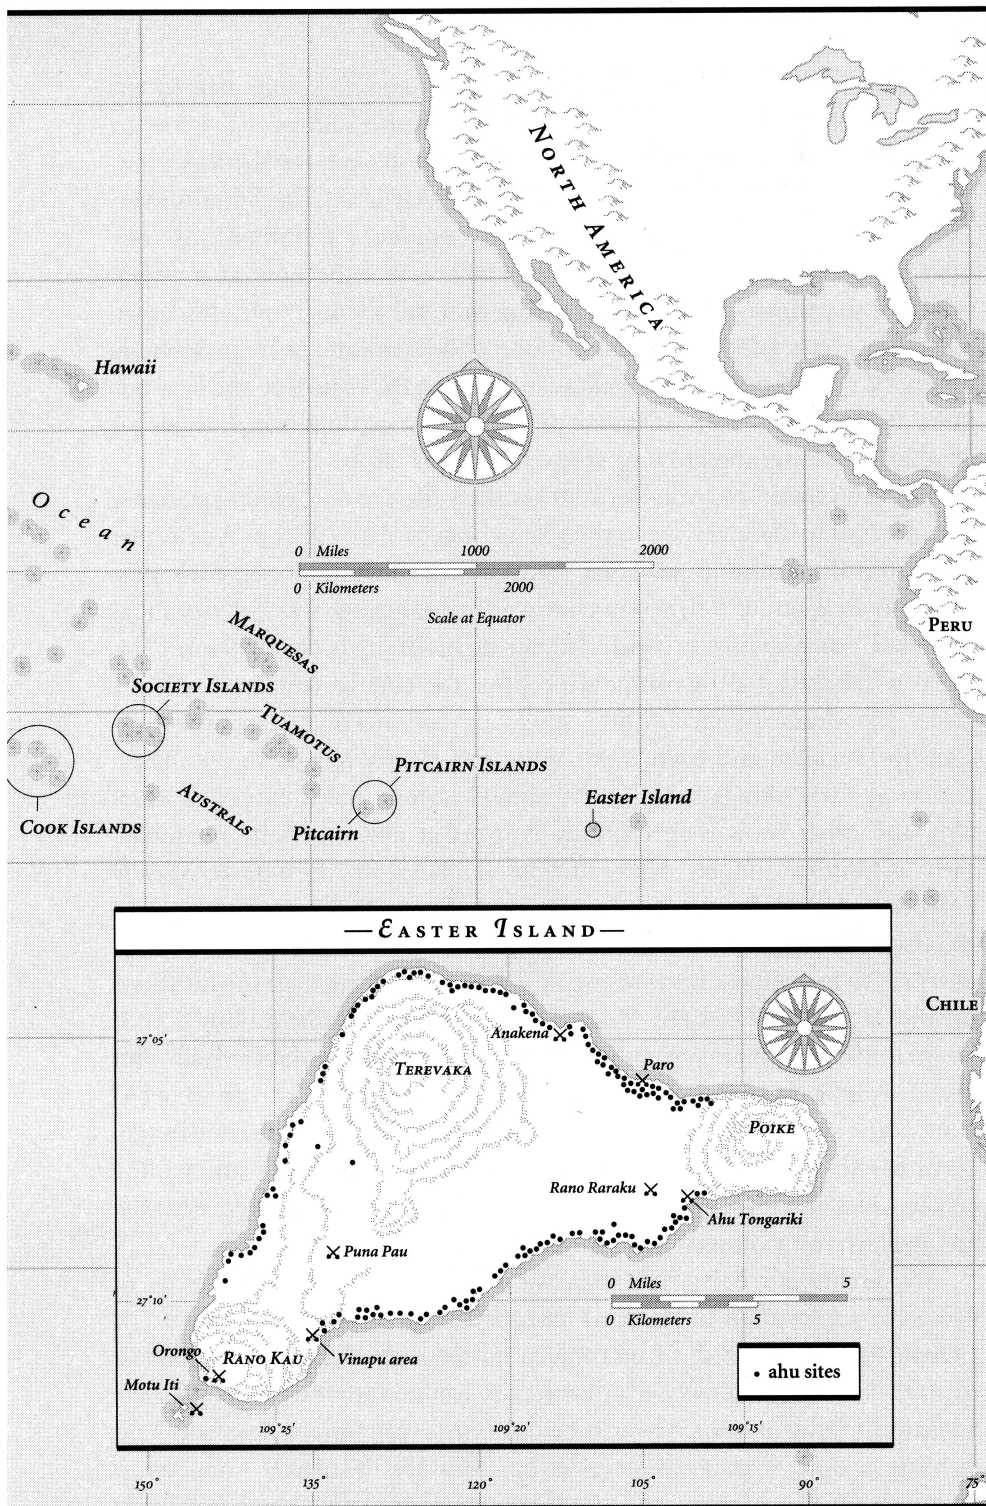 NORTH AMERICA
Hawaii
Ocean
0 Miles 1000 2000
0 Kilometers 2000
Scale at Equator
MARQUESAS
PERU
SOCIETY ISLANDS
TUAMOTUS
PITCAIRN ISLANDS
AUSTRALS
Easter Island
COOK ISLANDS
Pitcairn
—EASTER ISLAND—
CHILE
Anakena
27°05'
Paro
TEREVAKA
POIKE
Rano Raraku
Ahu Tongariki
Puna Pau
0 Miles 5
27°10'
0 Kilometers 5
Orongo
RANO KAU
Vinapu area
• ahu sites
Motu Iti
109°25' 109°20' 109°15'
150° 135° 120° 105° 90° 75°